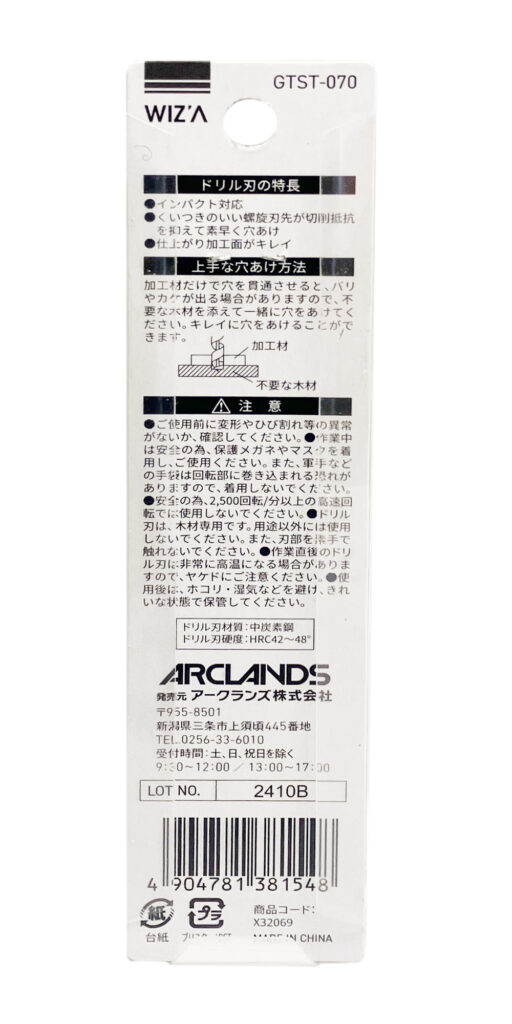 GTST-070
WIZ'A
ドリル刃の特長
●インパクト対応
●くいつきのいい螺旋刃先が切削抵抗
を抑えて素早く穴あけ
●仕上がり加工面がキレイ
上手な穴あけ方法
加工材だけで穴を貫通させると、バリ
やカケが出る場合がありますので、不
要な木材を添えて一緒に穴をあけてく
ださい。キレイに穴をあけることがで
きます。
加工材
不要な木材
注意
●ご使用前に変形やひび割れ等の異常
がないか、確認してください。●作業中
は安全の為、保護メガネやマスクを着
用し、ご使用ください。また、軍手など
の手袋は回転部に巻き込まれる恐れが
ありますので、着用しないでください。
●安全の為、2,500回転/分以上の高速回
転では使用しないでください。●ドリル
刃は、木材専用です。用途以外には使用
しないでください。また、刃部を素手で
触れないでください。●作業直後のドリ
ル刃は非常に高温になる場合がありま
すので、ヤケドにご注意ください。●使
用後は、ホコリ・湿気などを避け、きれ
いな状態で保管してください。
ドリル刃材質:中炭素鋼
ドリル刃硬度:HRC42〜48°
ARCLANDS
発売元 アークランズ株式会社
〒955-8501
新潟県三条市上須頃445番地
TEL.0256-33-6010
受付時間:土、日、祝日を除く
9:30〜12:00 / 13:00〜17:00
LOT NO. 2410B
4 904781 381548
紙 プラ 商品コード:
X32069
台紙 MADE IN CHINA